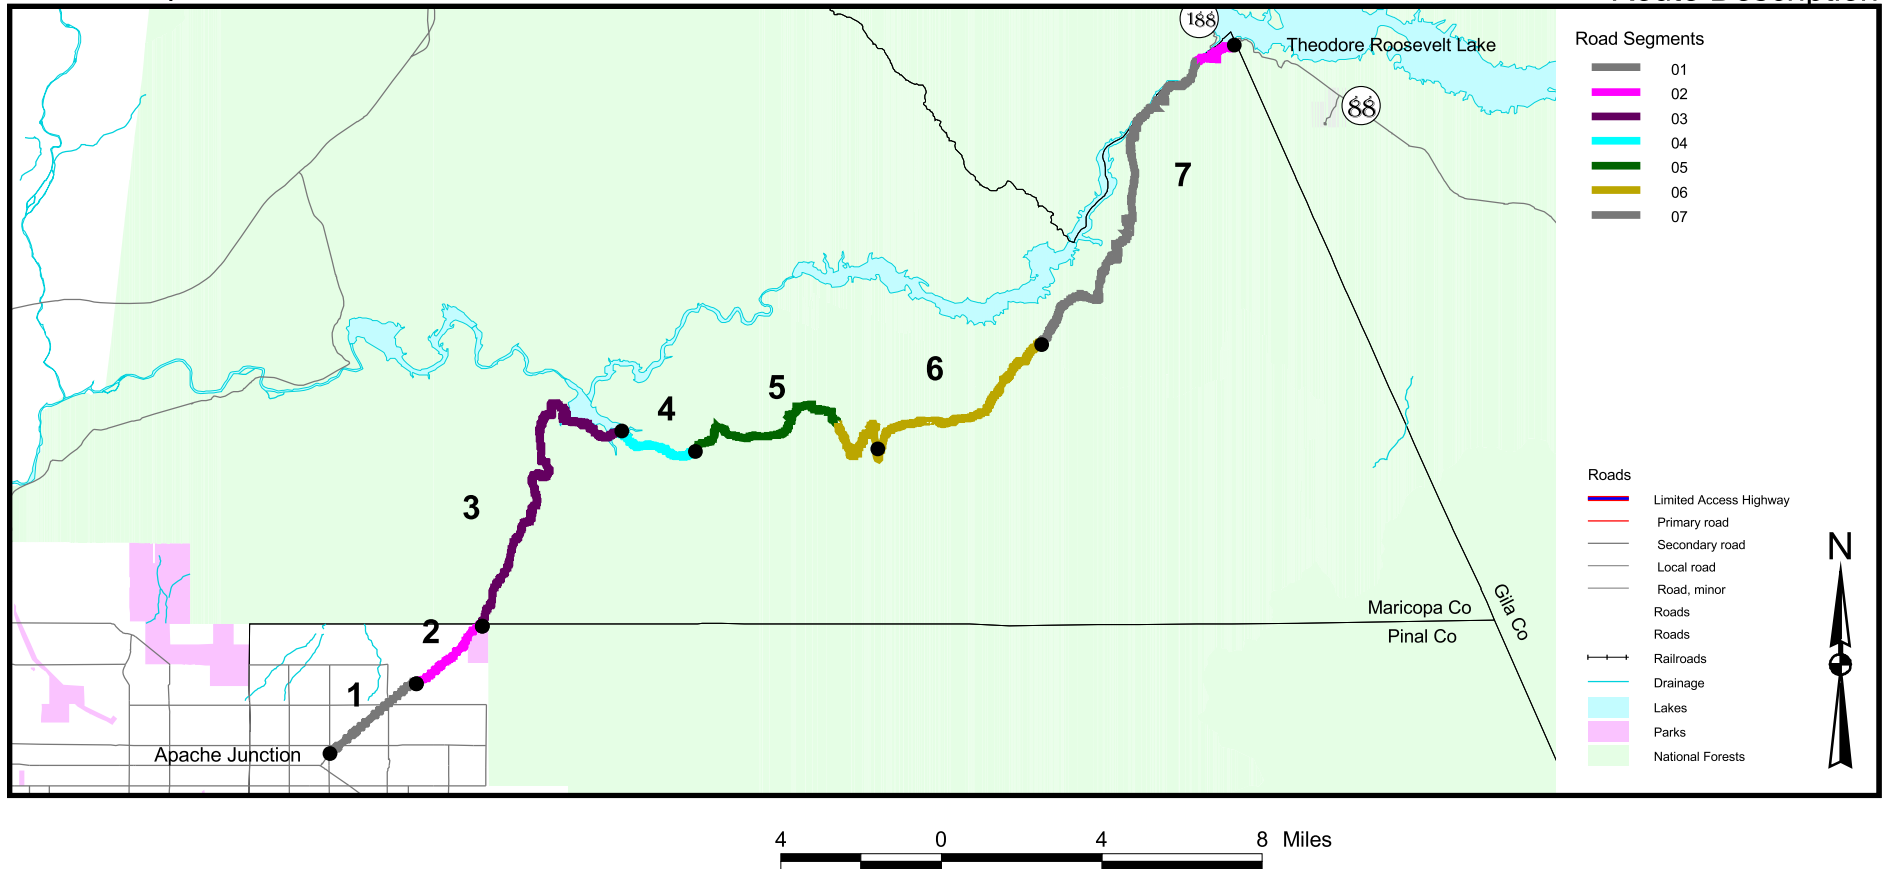 Route Description
188
Theodore Roosevelt Lake
88
7
6
5
4
3
2
1
Apache Junction
Maricopa Co
Pinal Co
Gila Co
Road Segments
01
02
03
04
05
06
07
Roads
Limited Access Highway
Primary road
Secondary road
Local road
Road, minor
Roads
Roads
Railroads
Drainage
Lakes
Parks
National Forests
N
4 0 4 8 Miles